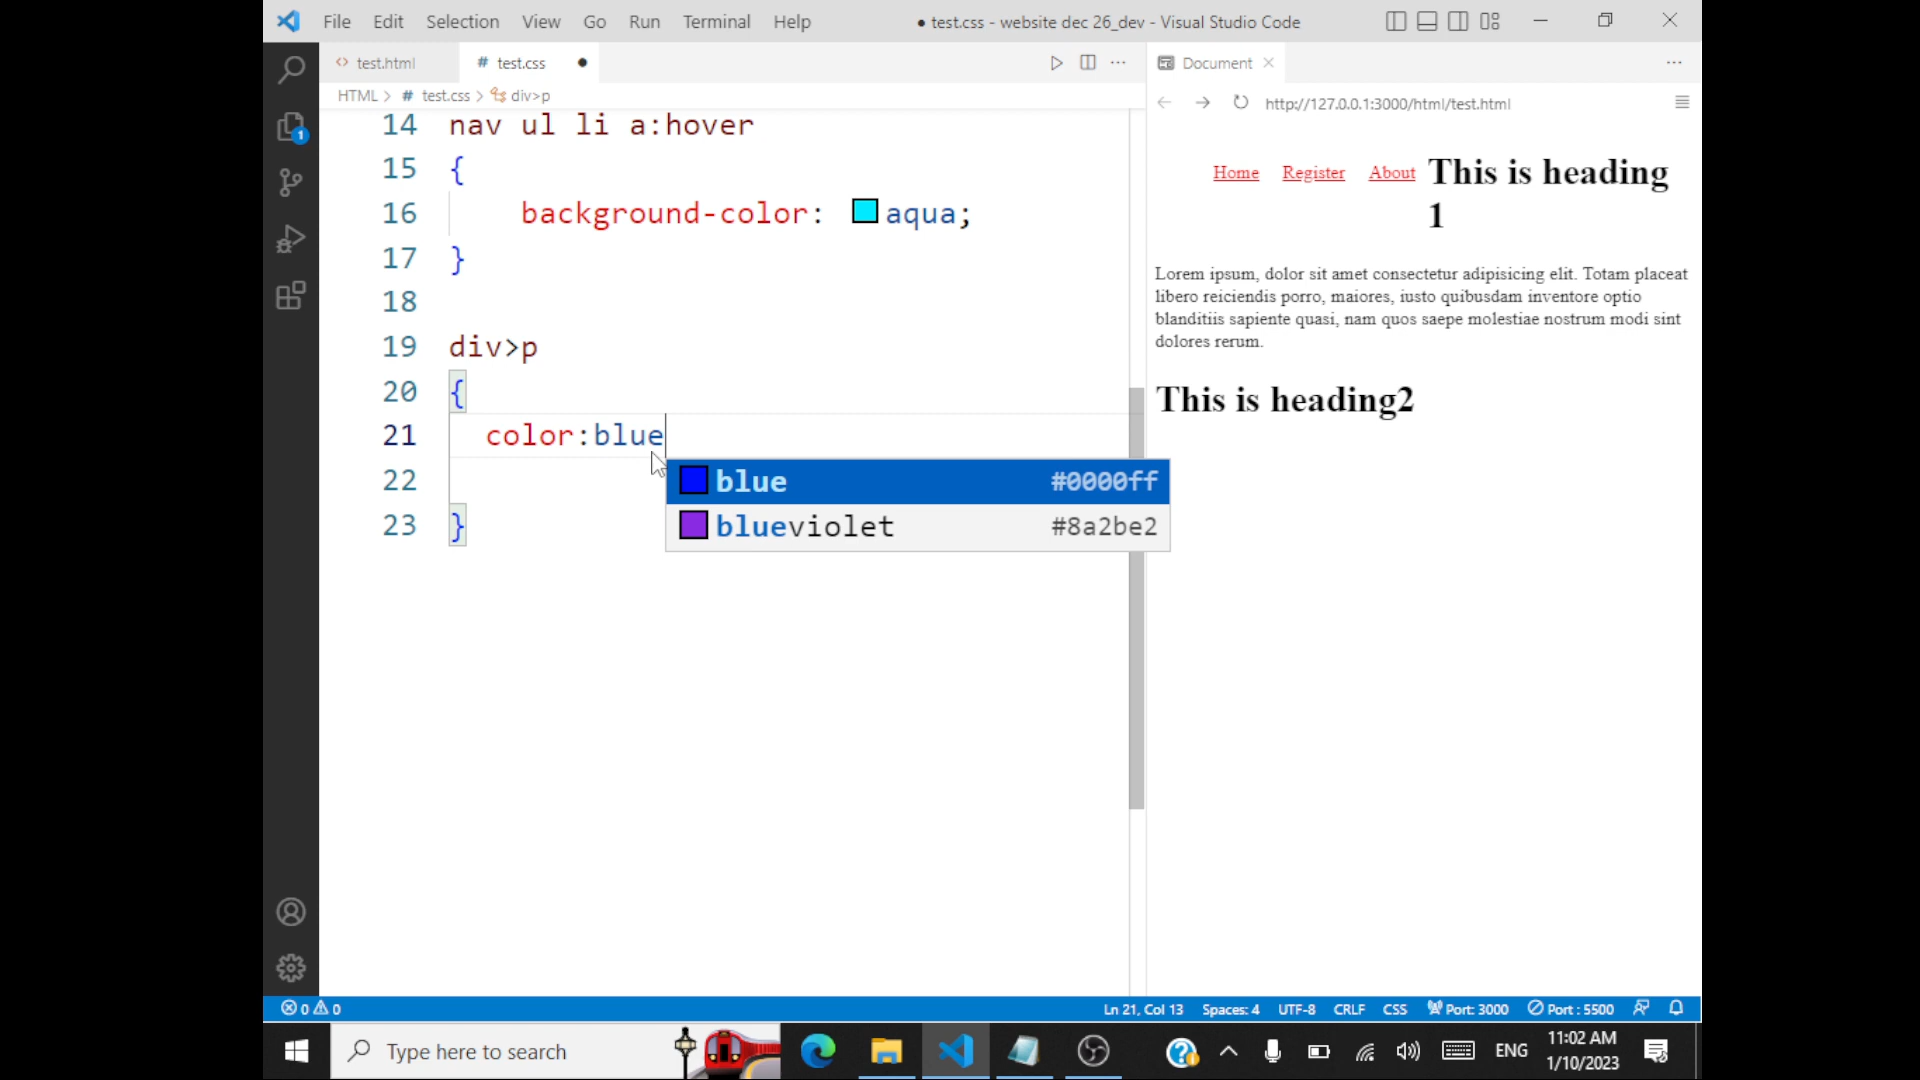 File Edit Selection View Go Run Terminal Help ● test.css - website dec 26_dev - Visual Studio Code
<> test.html # test.css ● Document
HTML > # test.css > div>p
http://127.0.0.1:3000/html/test.html
14 nav ul li a:hover
15 {
16 background-color: aqua;
17 }
18
19 div>p
20 {
21 color:blue
22
23 }
blue #0000ff
blueviolet #8a2be2
1
Home Register About This is heading
1
Lorem ipsum, dolor sit amet consectetur adipisicing elit. Totam placeat
libero reiciendis porro, maiores, iusto quibusdam inventore optio
blanditiis sapiente quasi, nam quos saepe molestiae nostrum modi sint
dolores rerum.
This is heading2
0 0 Ln 21, Col 13 Spaces: 4 UTF-8 CRLF CSS Port: 3000 Port : 5500
Type here to search ENG 11:02 AM
1/10/2023